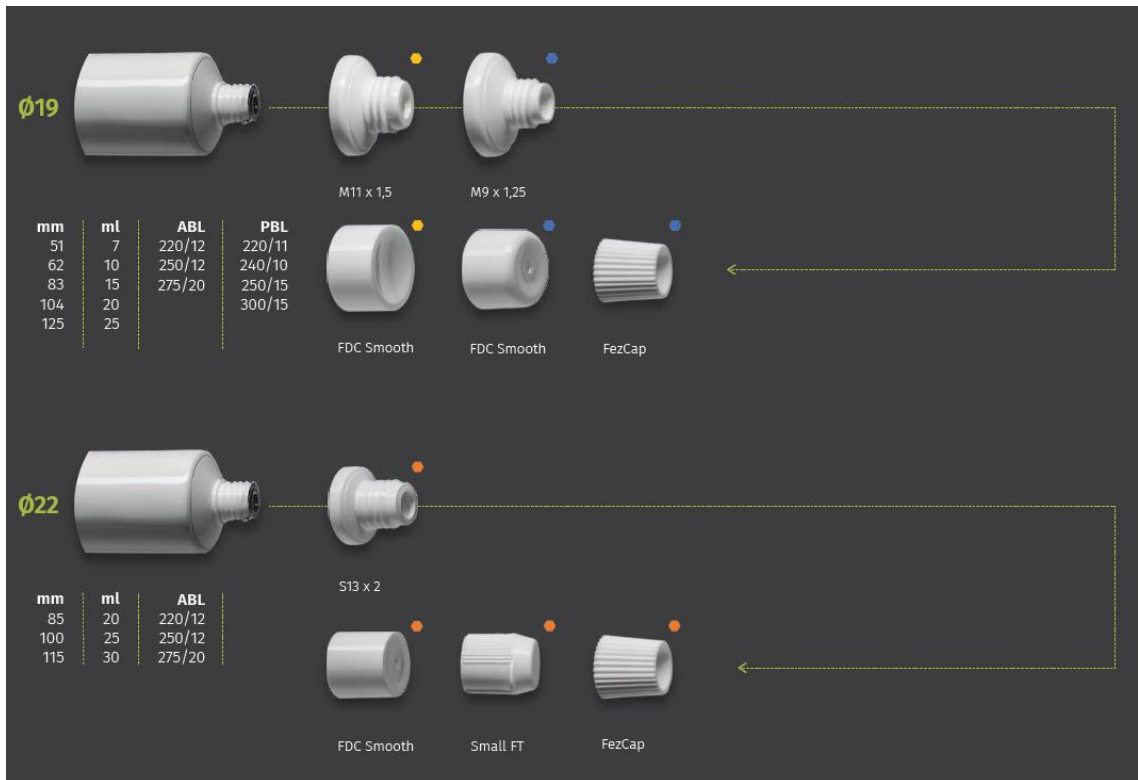 Ø19
M11 x 1,5
M9 x 1,25
mm ml ABL PBL
51 7 220/12 220/11
62 10 250/12 240/10
83 15 275/20 250/15
104 20 300/15
125 25
FDC Smooth
FDC Smooth
FezCap
Ø22
S13 x 2
mm ml ABL
85 20 220/12
100 25 250/12
115 30 275/20
FDC Smooth
Small FT
FezCap